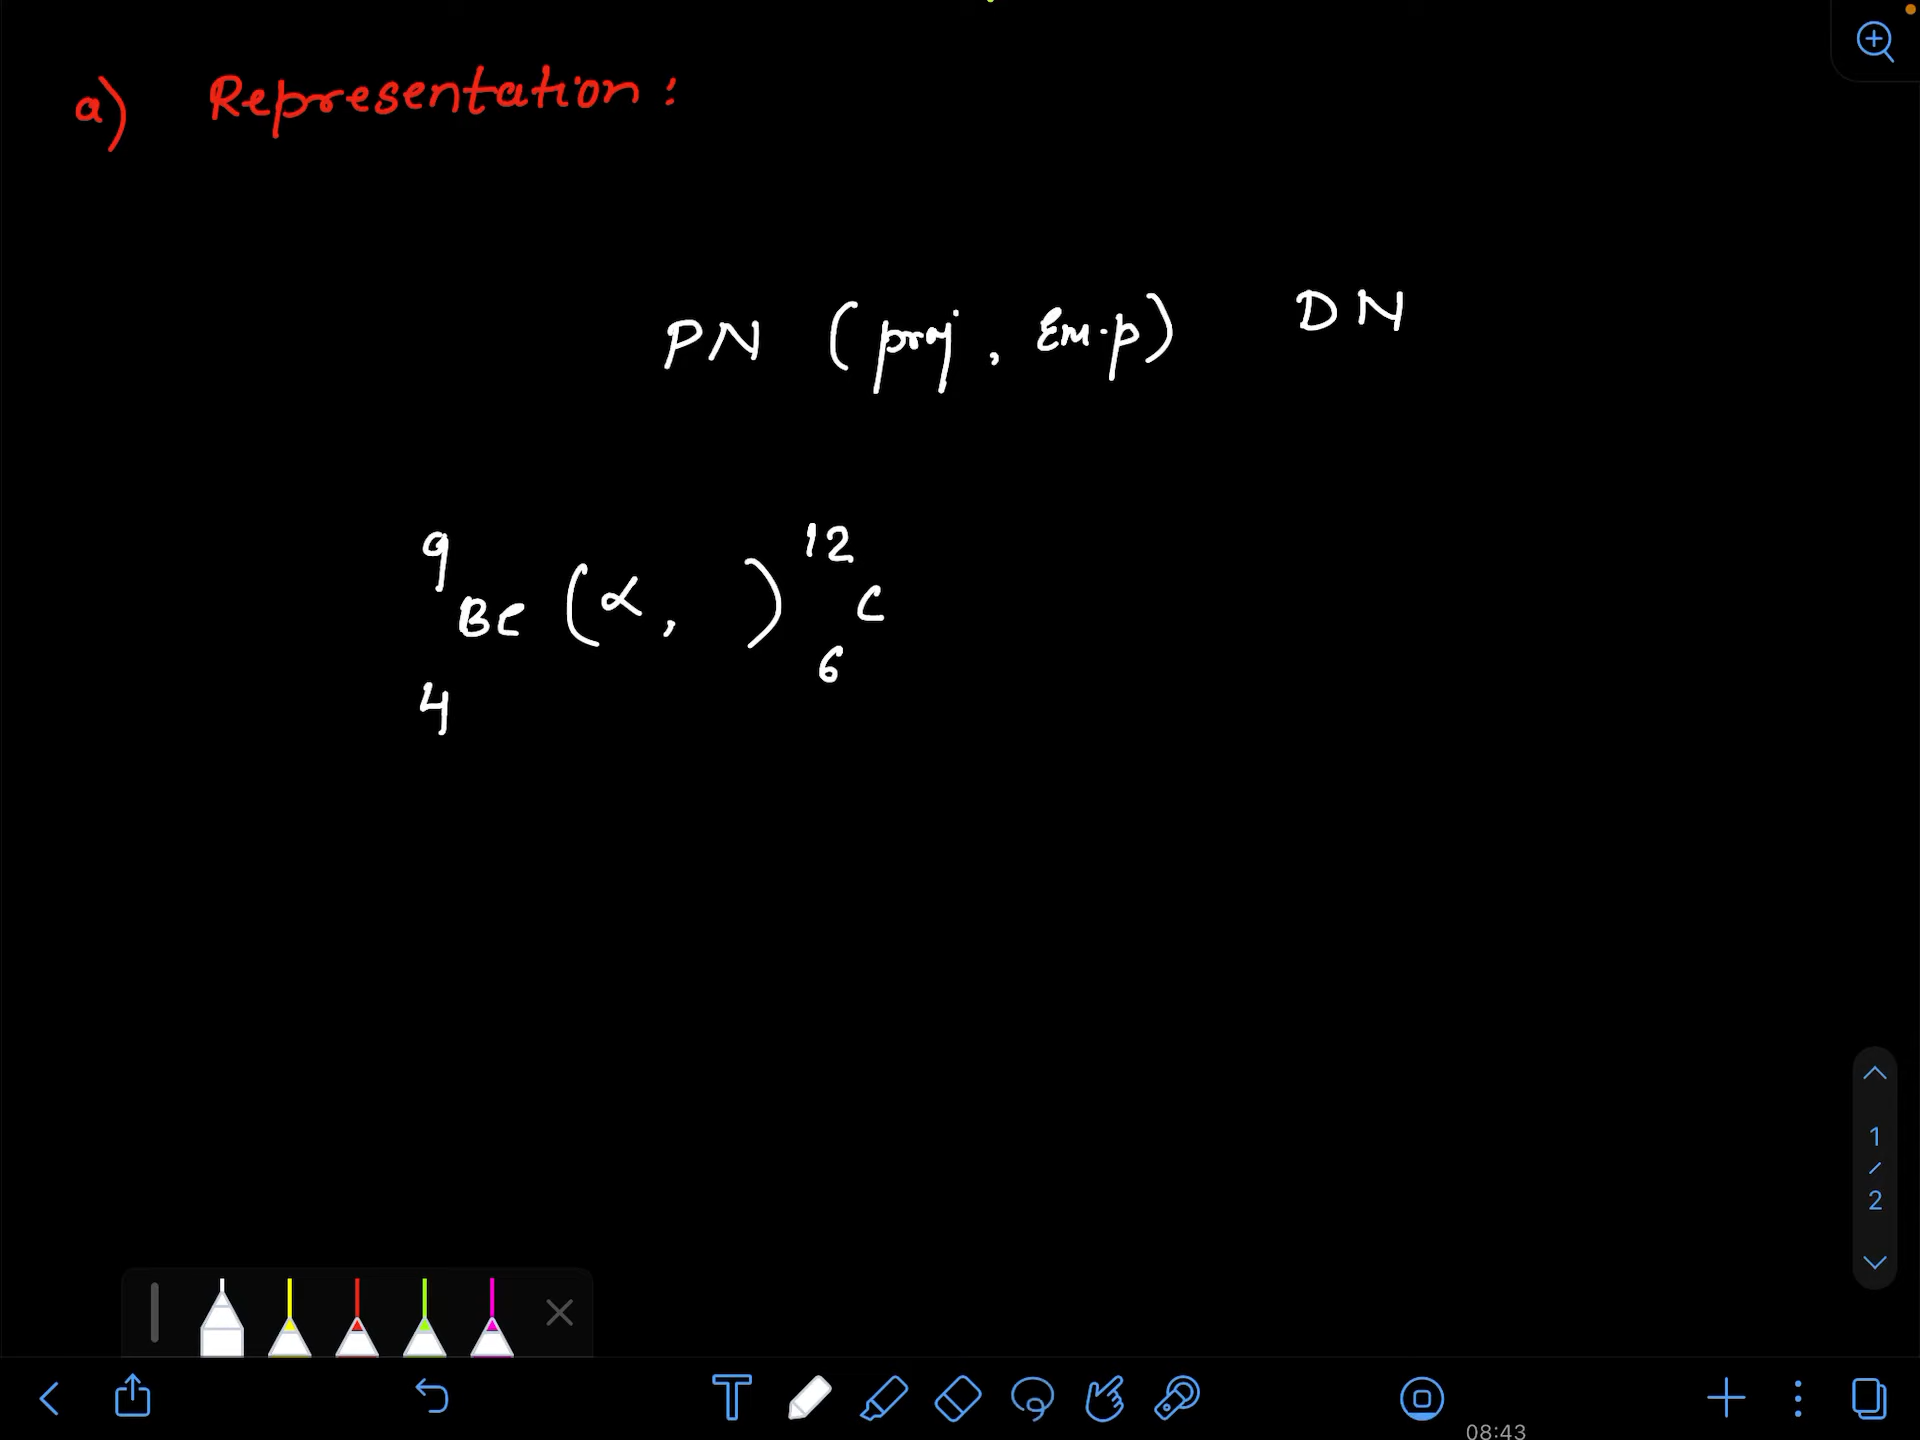 a) Representation :
PN (proj, Em.p) DN
9 12
Be (α, ) C
6
4
1
/
2
08:43